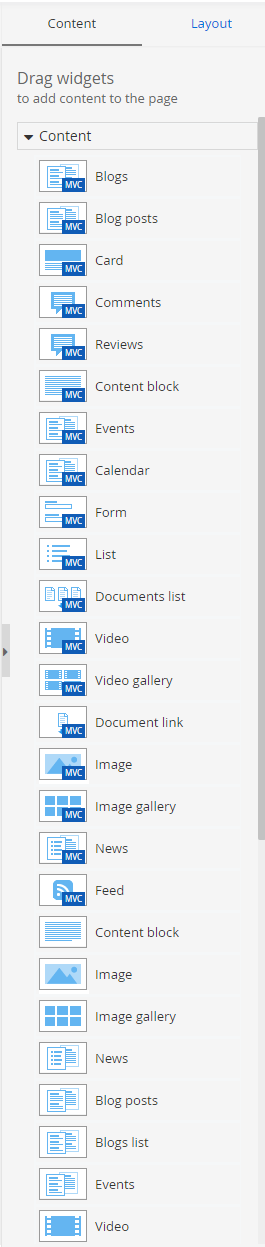 Content Layout
Drag widgets
to add content to the page
Content
MVC Blogs
MVC Blog posts
MVC Card
MVC Comments
MVC Reviews
MVC Content block
MVC Events
MVC Calendar
MVC Form
MVC List
MVC Documents list
MVC Video
MVC Video gallery
MVC Document link
MVC Image
MVC Image gallery
MVC News
MVC Feed
Content block
Image
Image gallery
News
Blog posts
Blogs list
Events
Video